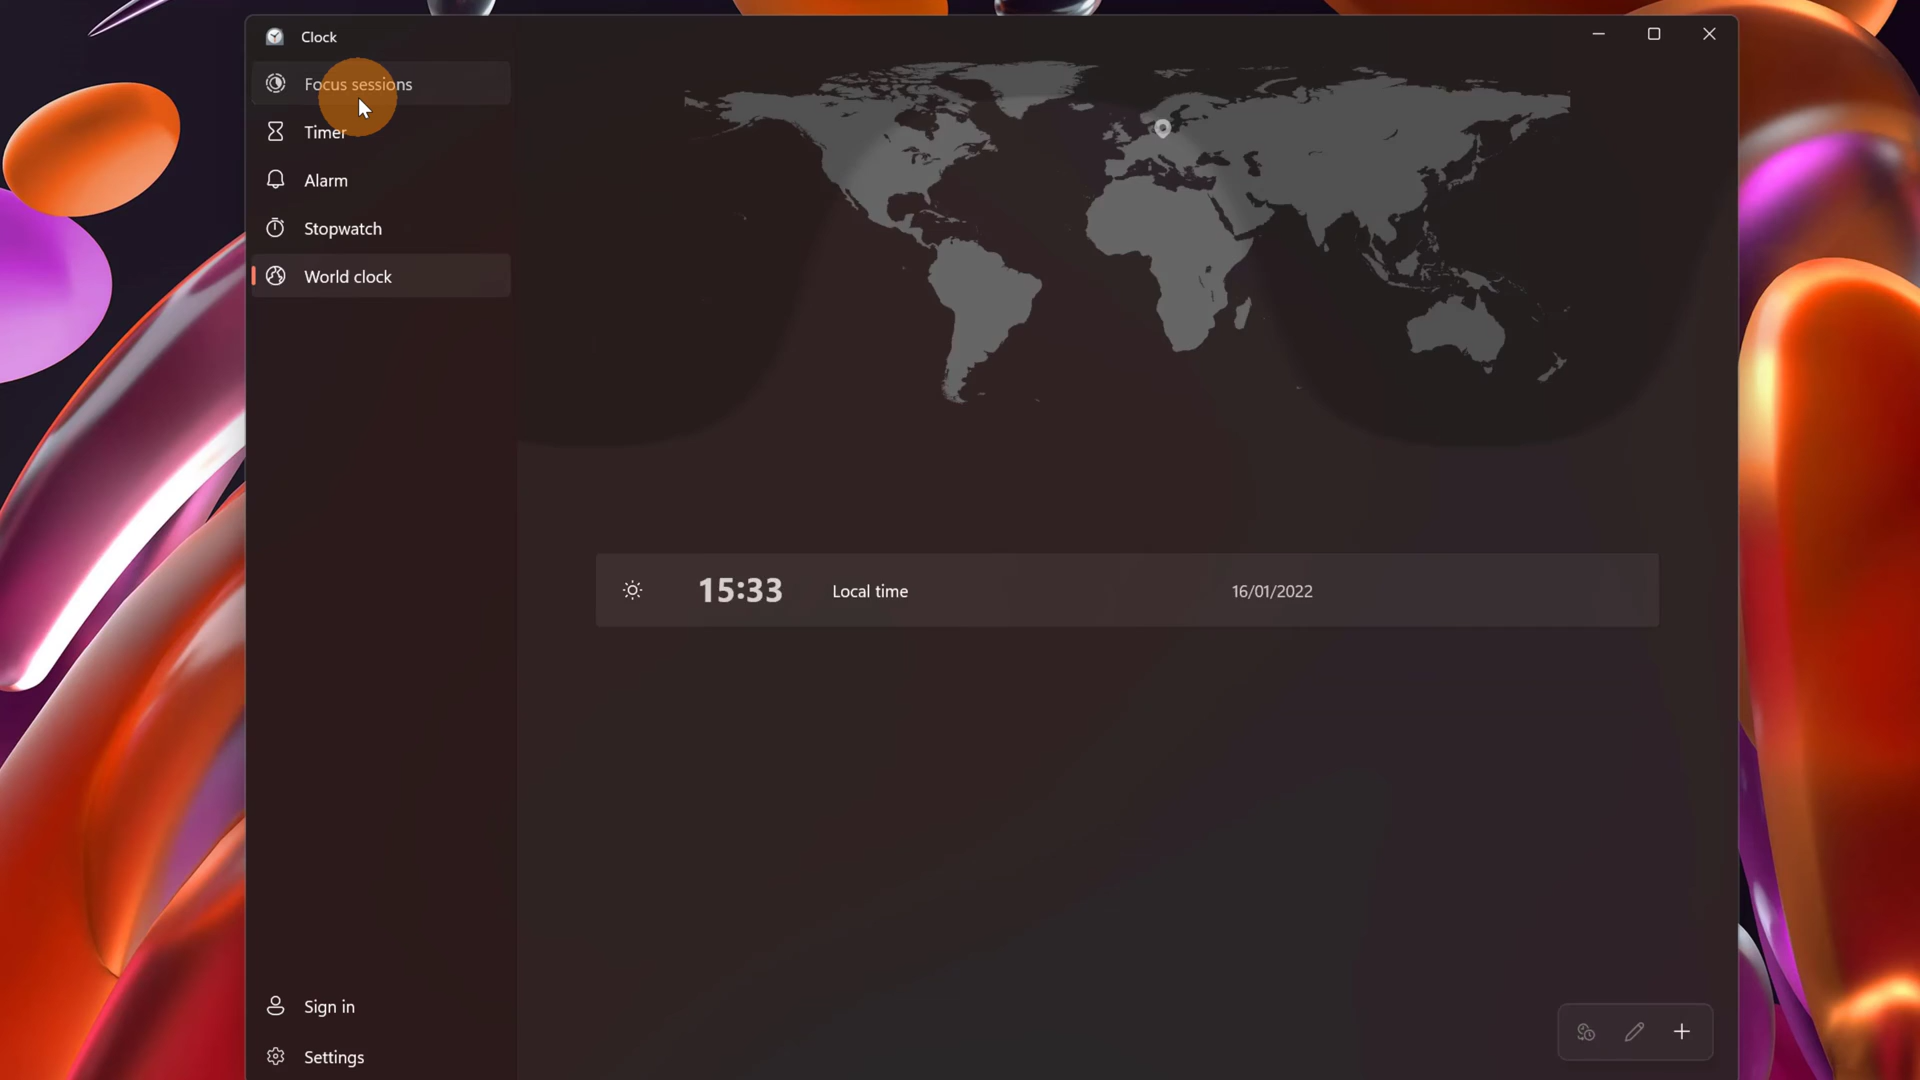 Clock
Focus sessions
Timer
Alarm
Stopwatch
World clock
15:33 Local time 16/01/2022
Sign in
Settings